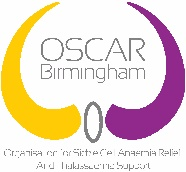 OSCAR
Birmingham
Organisation for Sickle Cell Anaemia Relief
And Thalassaemia Support